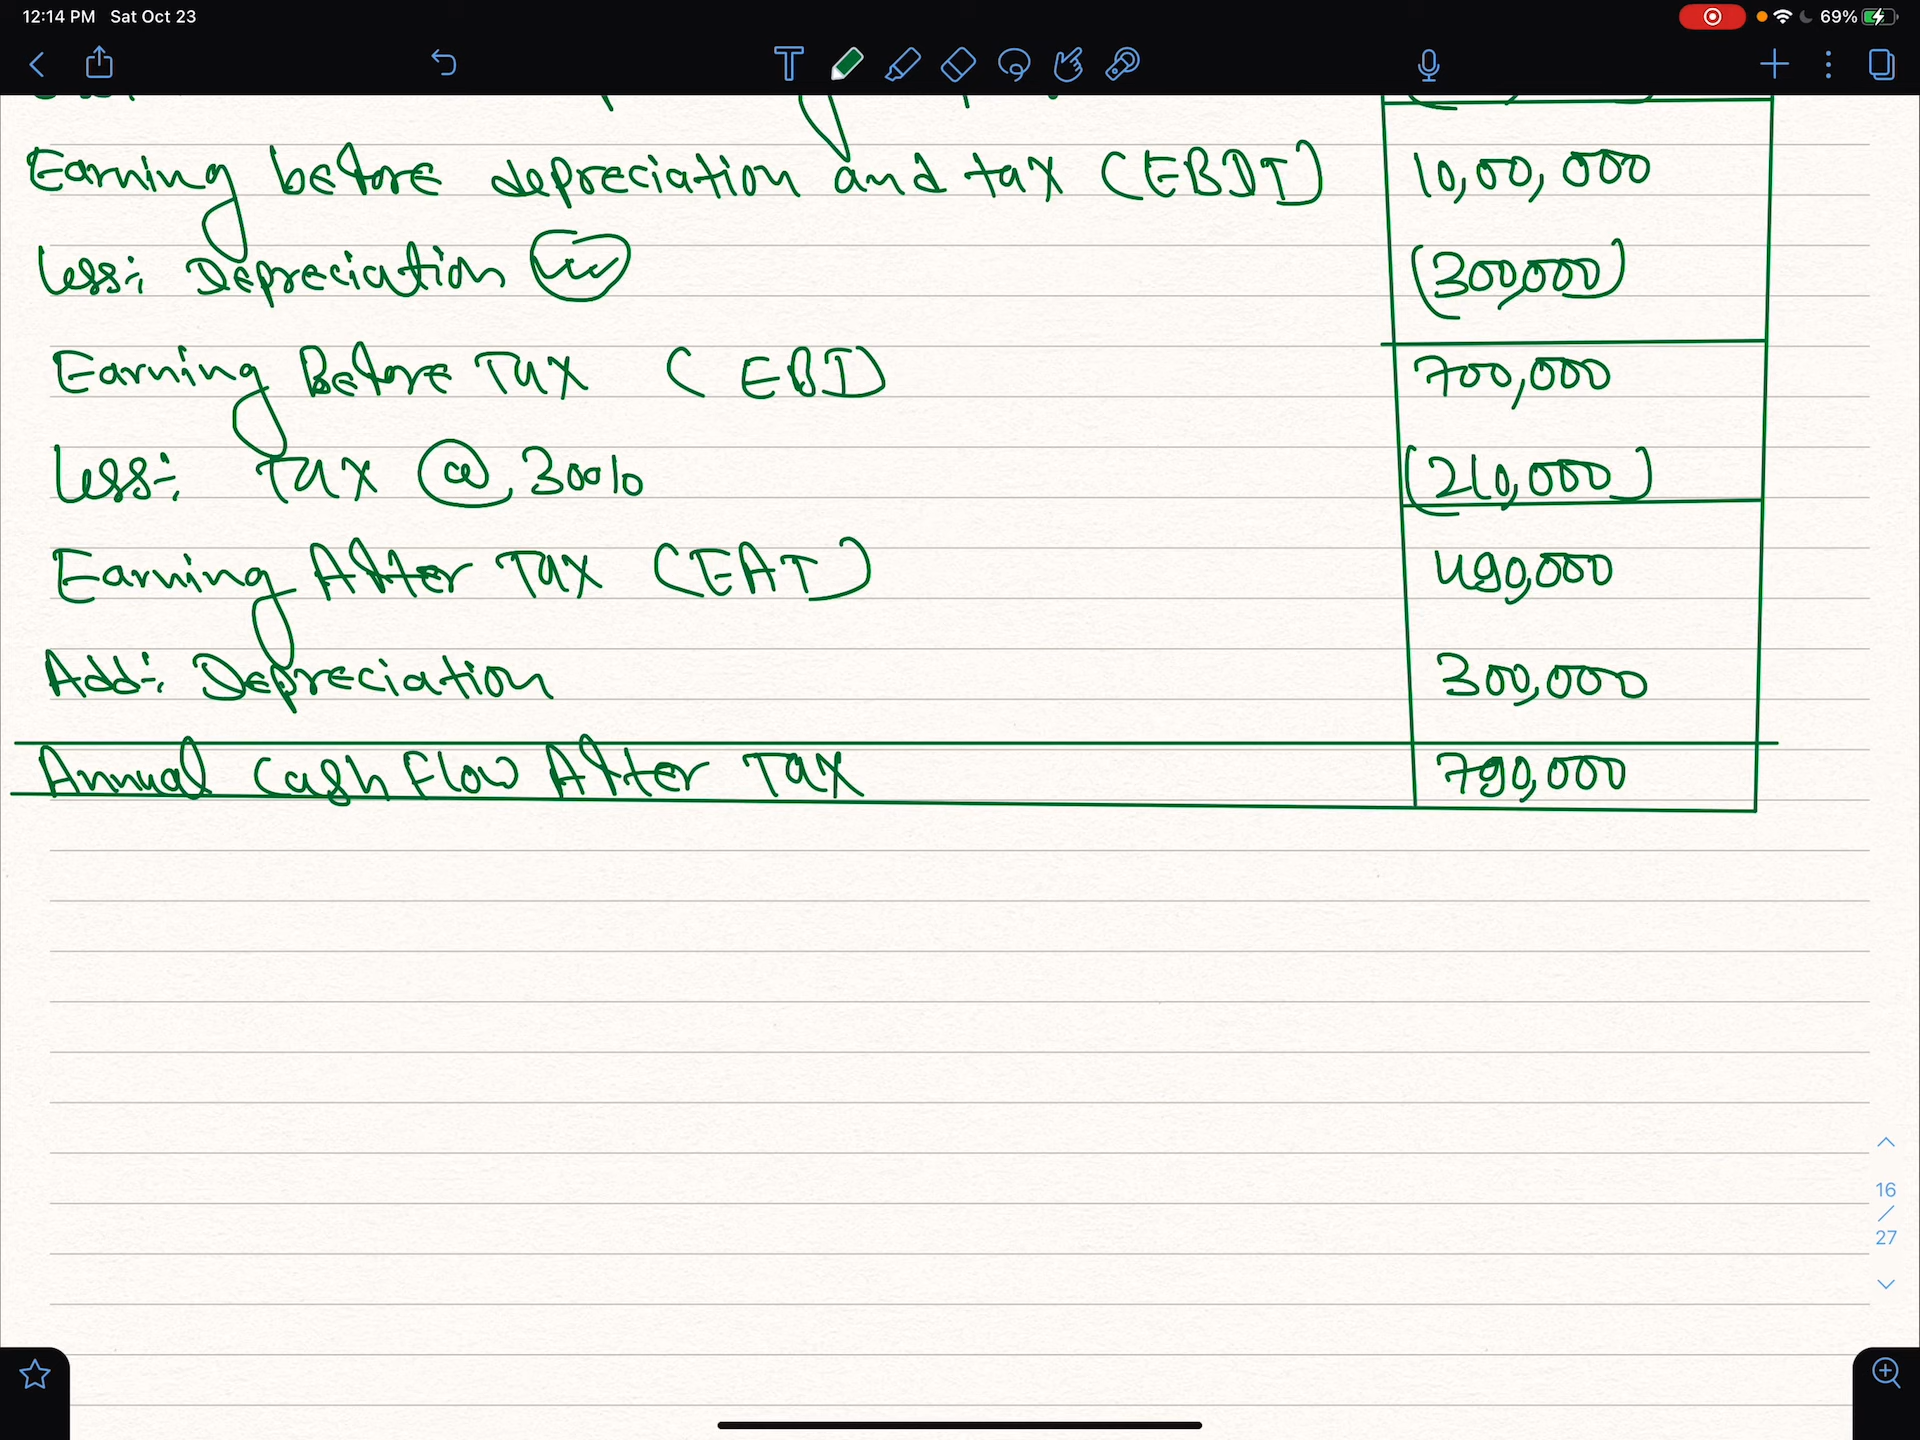 12:14 PM Sat Oct 23
69%
T
Earning before depreciation and tax (EBDT) 10,00,000
Less:- Depreciation (W) (300,000)
Earning Before Tax (EBT) 700,000
Less:- Tax @ 30% (210,000)
Earning After Tax (EAT) 490,000
Add:- Depreciation 300,000
Annual Cash Flow After Tax 790,000
16
/
27